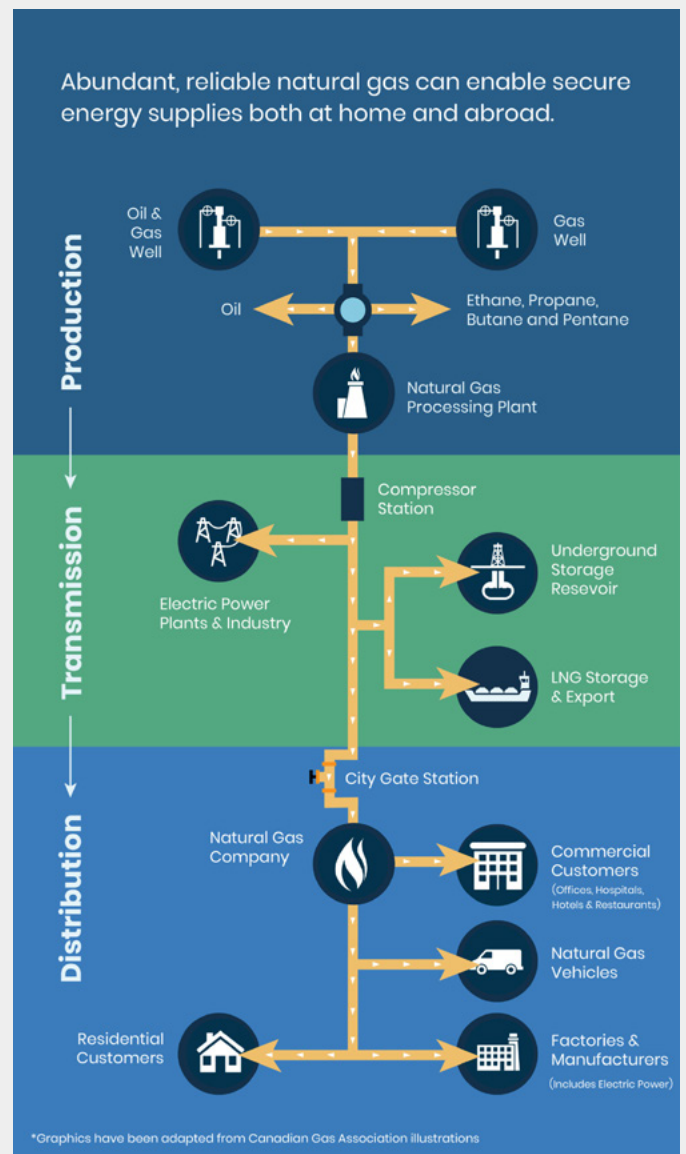 Abundant, reliable natural gas can enable secure
energy supplies both at home and abroad.
Production
Oil &
Gas
Well
Gas
Well
Oil
Ethane, Propane,
Butane and Pentane
Natural Gas
Processing Plant
Transmission
Compressor
Station
Electric Power
Plants & Industry
Underground
Storage
Resevoir
LNG Storage
& Export
Distribution
City Gate Station
Natural Gas
Company
Commercial
Customers
(Offices, Hospitals,
Hotels & Restaurants)
Natural Gas
Vehicles
Residential
Customers
Factories &
Manufacturers
(Includes Electric Power)
*Graphics have been adapted from Canadian Gas Association illustrations